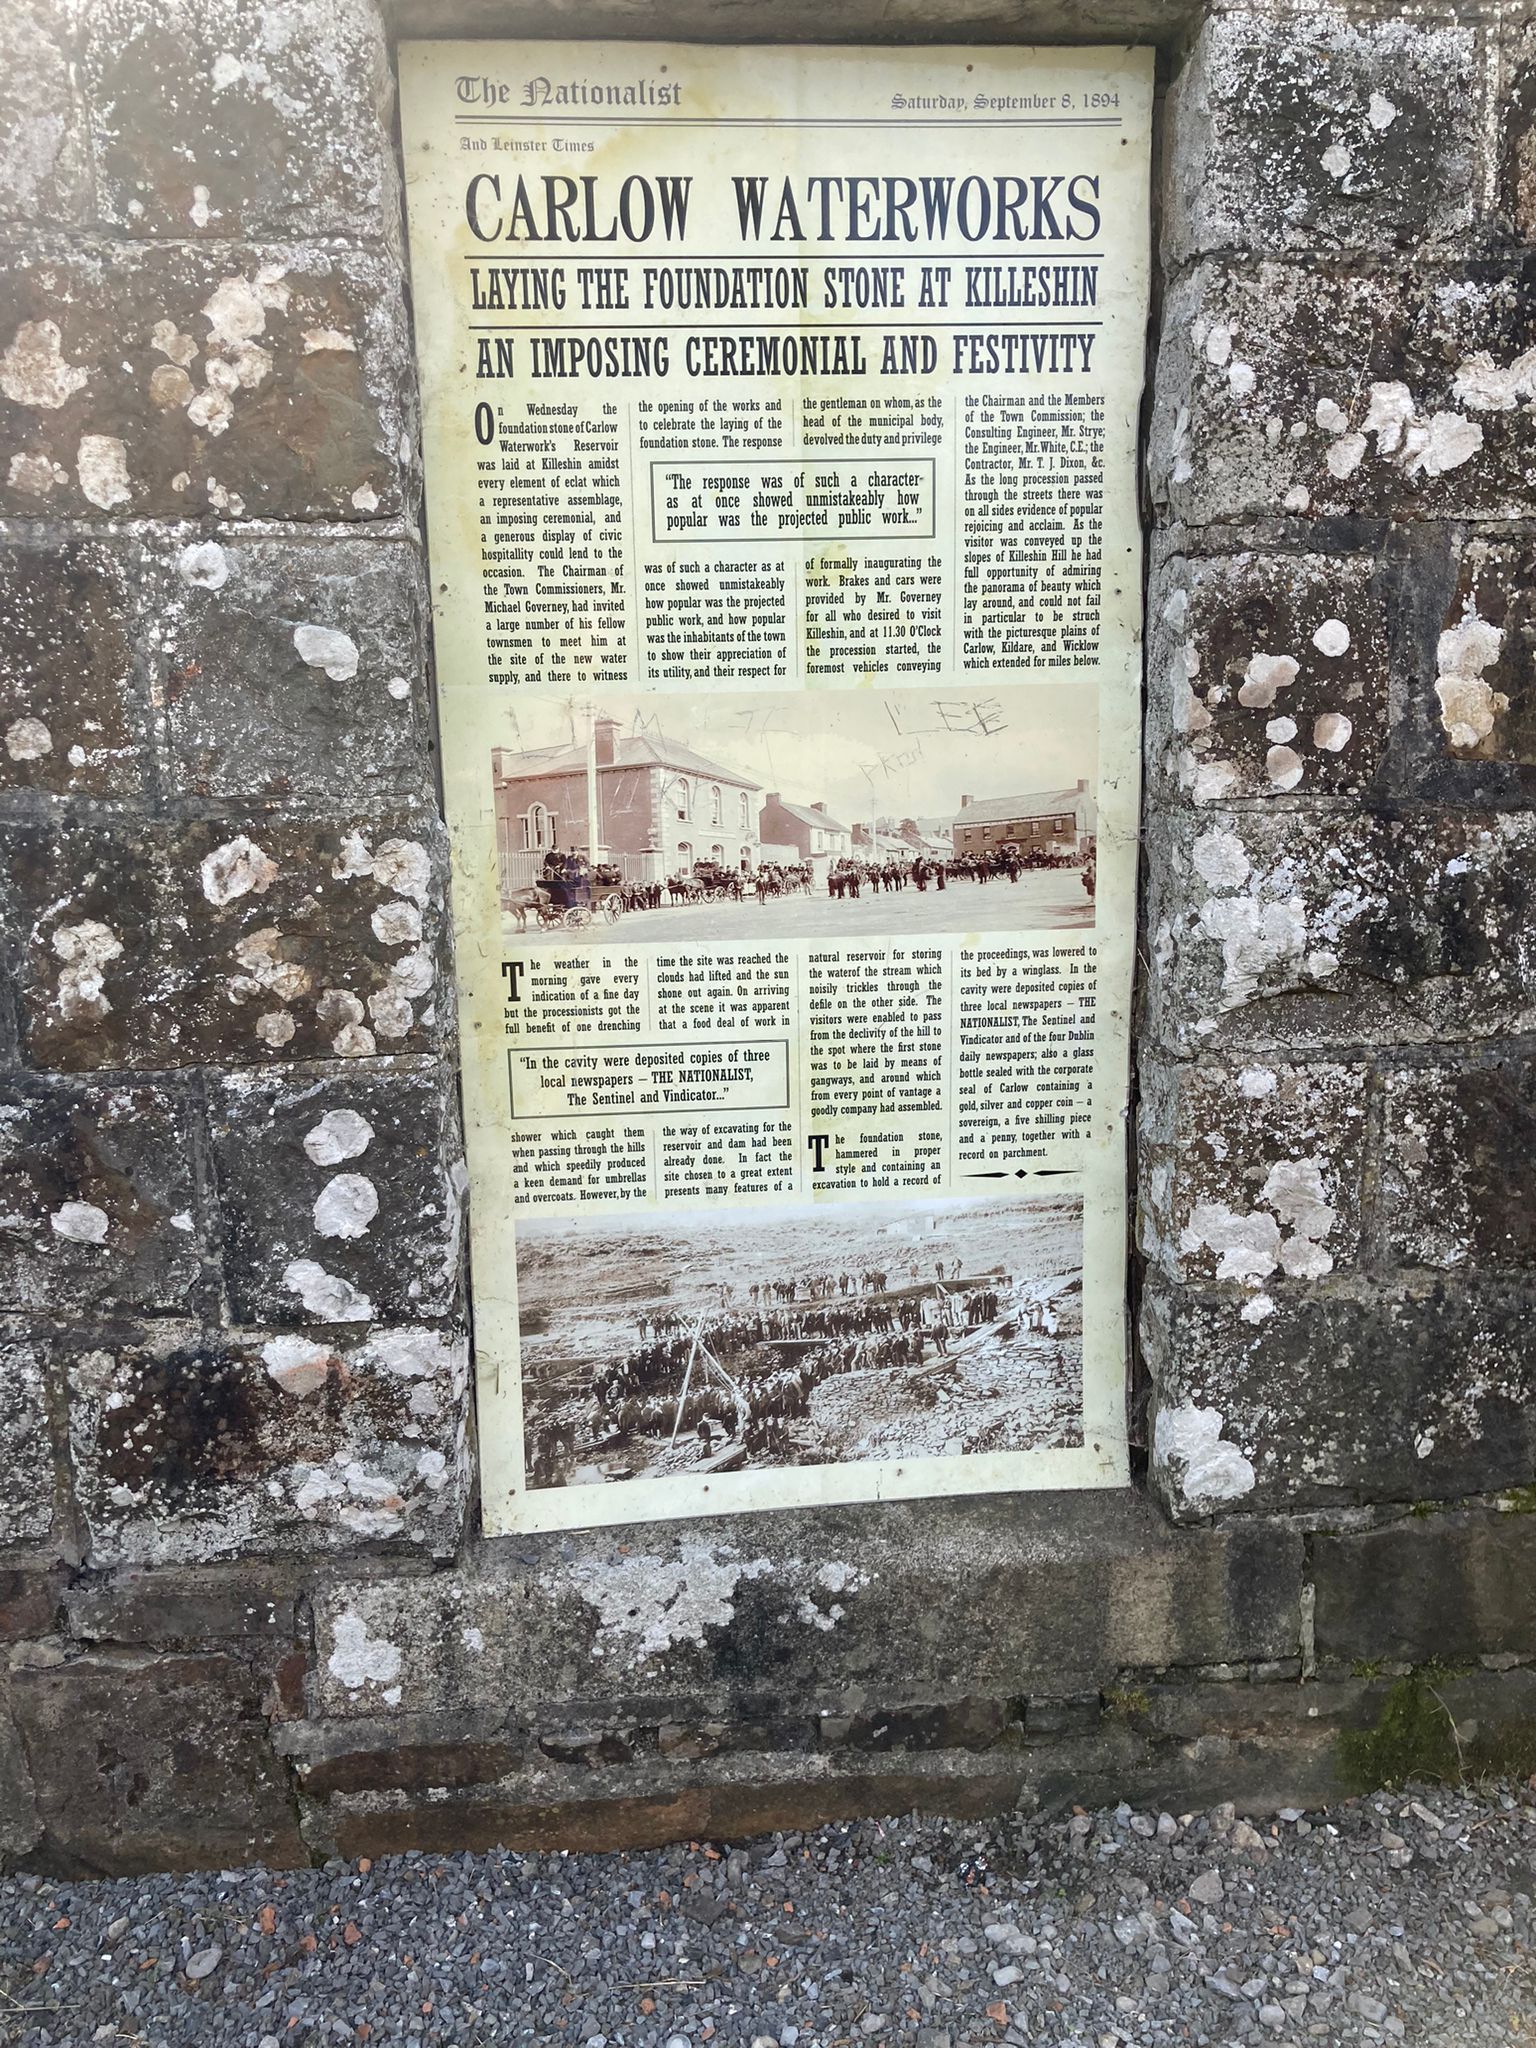 The Nationalist
Saturday, September 8, 1894
And Leinster Times
CARLOW WATERWORKS
LAYING THE FOUNDATION STONE AT KILLESHIN
AN IMPOSING CEREMONIAL AND FESTIVITY
On Wednesday the
foundation stone of Carlow
Waterwork's Reservoir
was laid at Killeshin amidst
every element of eclat which
a representative assemblage,
an imposing ceremonial, and
a generous display of civic
hospitallity could lend to the
occasion. The Chairman of
the Town Commissioners, Mr.
Michael Governey, had invited
a large number of his fellow
townsmen to meet him at
the site of the new water
supply, and there to witness
the opening of the works and
to celebrate the laying of the
foundation stone. The response
"The response was of such a character
as at once showed unmistakeably how
popular was the projected public work..."
was of such a character as at
once showed unmistakeably
how popular was the projected
public work, and how popular
was the inhabitants of the town
to show their appreciation of
its utility, and their respect for
the gentleman on whom, as the
head of the municipal body,
devolved the duty and privilege
of formally inaugurating the
work. Brakes and cars were
provided by Mr. Governey
for all who desired to visit
Killeshin, and at 11.30 O'Clock
the procession started, the
foremost vehicles conveying
the Chairman and the Members
of the Town Commission; the
Consulting Engineer, Mr. Strye;
the Engineer, Mr. White, C.E.; the
Contractor, Mr. T. J. Dixon, &c.
As the long procession passed
through the streets there was
on all sides evidence of popular
rejoicing and acclaim. As the
visitor was conveyed up the
slopes of Killeshin Hill he had
full opportunity of admiring
the panorama of beauty which
lay around, and could not fail
in particular to be struck
with the picturesque plains of
Carlow, Kildare, and Wicklow
which extended for miles below.
LEE
The weather in the
morning gave every
indication of a fine day
but the processionists got the
full benefit of one drenching
"In the cavity were deposited copies of three
local newspapers – THE NATIONALIST,
The Sentinel and Vindicator..."
shower which caught them
when passing through the hills
and which speedily produced
a keen demand for umbrellas
and overcoats. However, by the
time the site was reached the
clouds had lifted and the sun
shone out again. On arriving
at the scene it was apparent
that a food deal of work in
the way of excavating for the
reservoir and dam had been
already done. In fact the
site chosen to a great extent
presents many features of a
natural reservoir for storing
the waterof the stream which
noisily trickles through the
defile on the other side. The
visitors were enabled to pass
from the declivity of the hill to
the spot where the first stone
was to be laid by means of
gangways, and around which
from every point of vantage a
goodly company had assembled.
The foundation stone,
hammered in proper
style and containing an
excavation to hold a record of
the proceedings, was lowered to
its bed by a winglass. In the
cavity were deposited copies of
three local newspapers – THE
NATIONALIST, The Sentinel and
Vindicator and of the four Dublin
daily newspapers; also a glass
bottle sealed with the corporate
seal of Carlow containing a
gold, silver and copper coin – a
sovereign, a five shilling piece
and a penny, together with a
record on parchment.